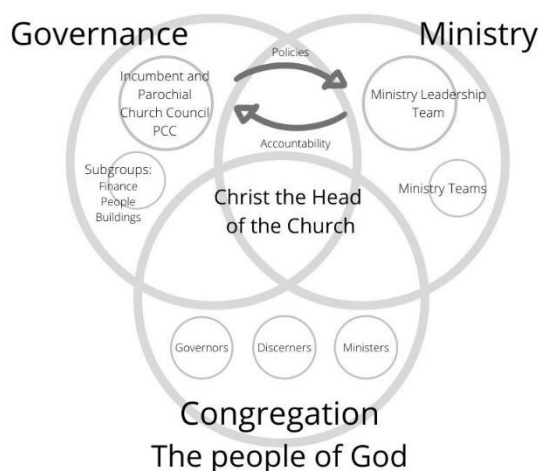 Governance
Ministry
Policies
Incumbent and
Parochial
Church Council
PCC
Ministry Leadership
Team
Accountability
Subgroups:
Finance
People
Buildings
Ministry Teams
Christ the Head
of the Church
Governors
Discerners
Ministers
Congregation
The people of God